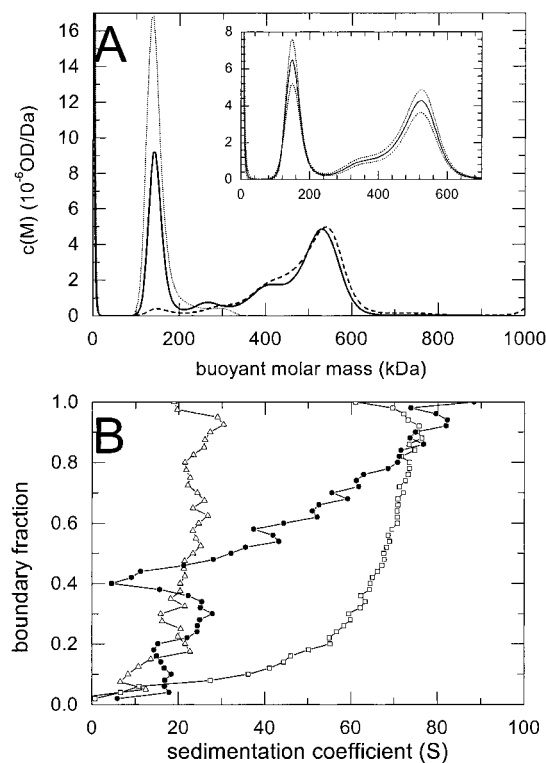 A
16
14
12
10
8
6
4
2
0
c(M) (10⁻⁶OD/Da)
8
6
4
2
0
0 200 400 600
0 200 400 600 800 1000
buoyant molar mass (kDa)
B
1.0
0.8
0.6
0.4
0.2
0.0
boundary fraction
0 20 40 60 80 100
sedimentation coefficient (S)